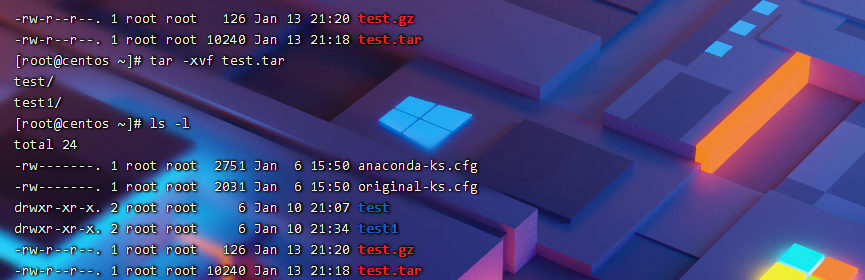 -rw-r--r--. 1 root root   126 Jan 13 21:20 test.gz
-rw-r--r--. 1 root root 10240 Jan 13 21:18 test.tar
[root@centos ~]# tar -xvf test.tar
test/
test1/
[root@centos ~]# ls -l
total 24
-rw-------. 1 root root  2751 Jan  6 15:50 anaconda-ks.cfg
-rw-------. 1 root root  2031 Jan  6 15:50 original-ks.cfg
drwxr-xr-x. 2 root root     6 Jan 10 21:07 test
drwxr-xr-x. 2 root root     6 Jan 10 21:34 test1
-rw-r--r--. 1 root root   126 Jan 13 21:20 test.gz
-rw-r--r--. 1 root root 10240 Jan 13 21:18 test.tar